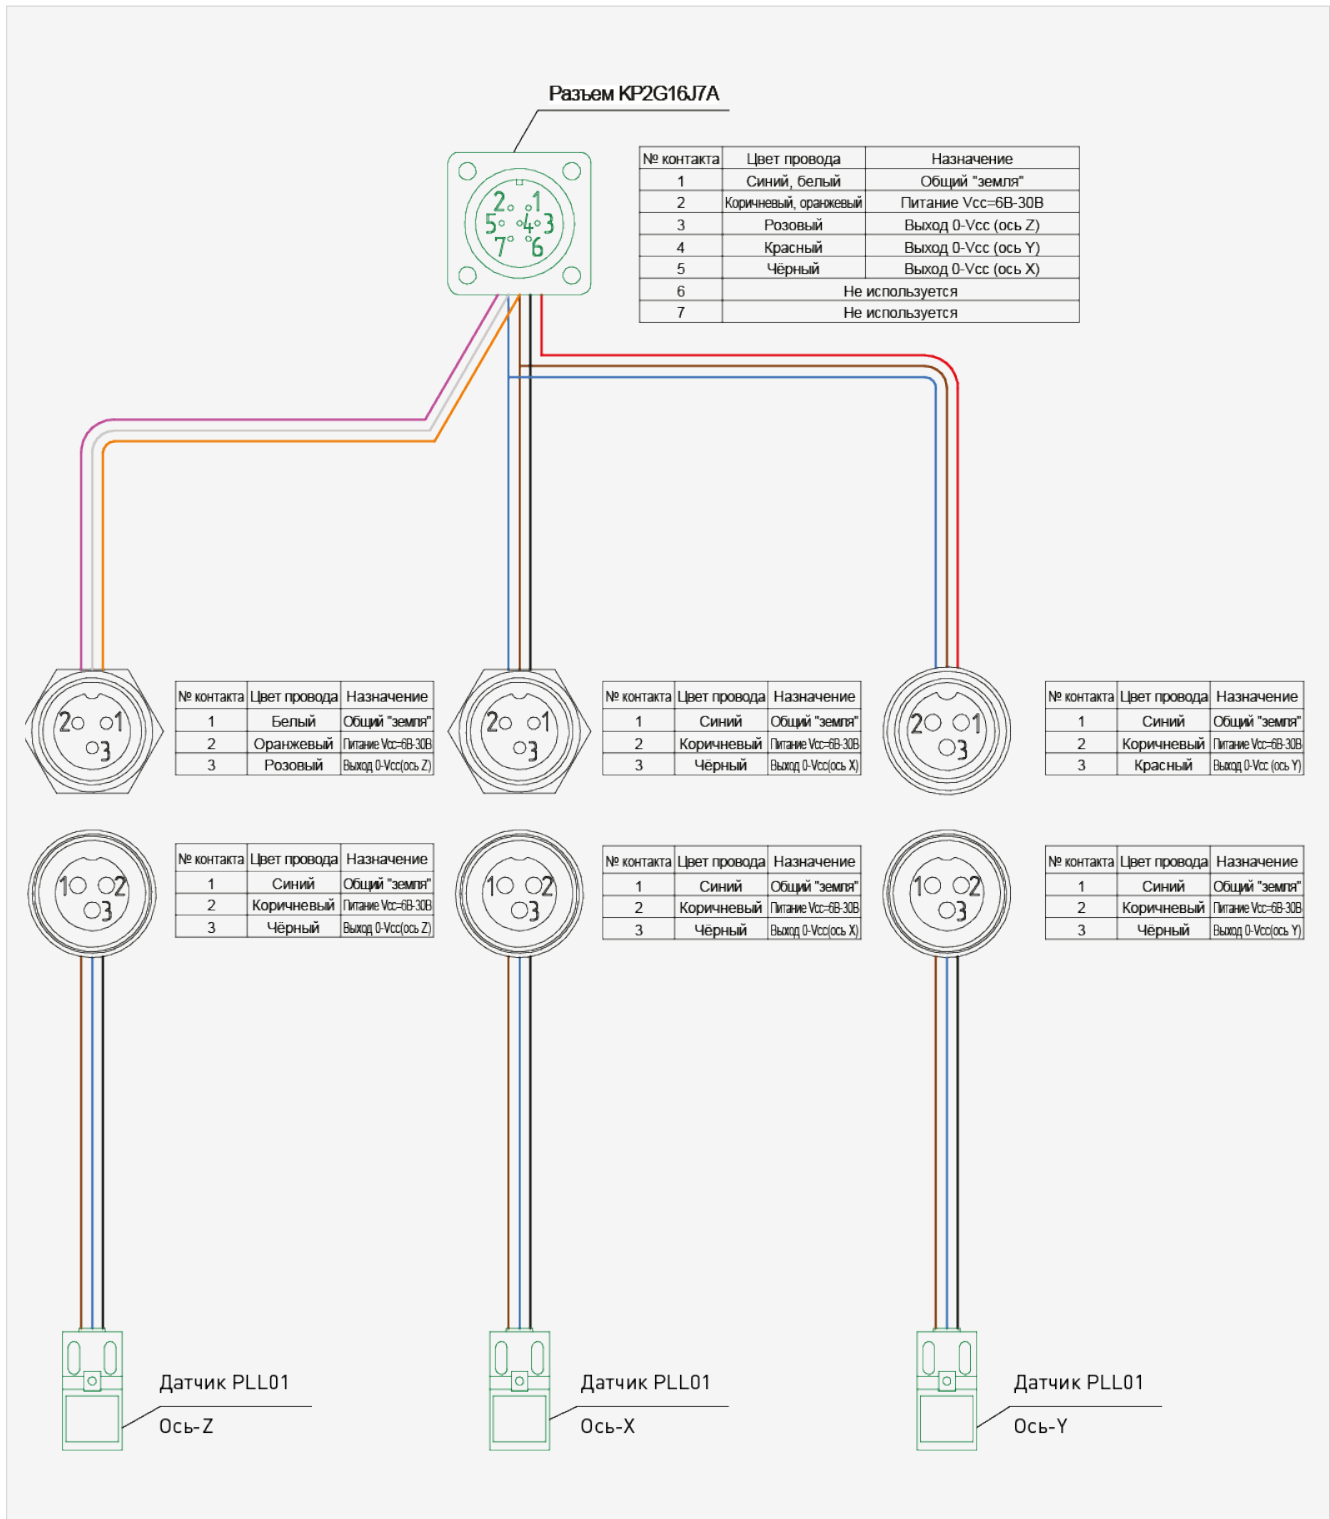 Разъем KP2G16J7A
№ контакта Цвет провода Назначение
1 Синий, белый Общий "земля"
2 Коричневый, оранжевый Питание Vcc=6В-30В
3 Розовый Выход 0-Vcc (ось Z)
4 Красный Выход 0-Vcc (ось Y)
5 Чёрный Выход 0-Vcc (ось X)
6 Не используется
7 Не используется
2 1
5 4 3
7 6
2 1
3
№ контакта Цвет провода Назначение
1 Белый Общий "земля"
2 Оранжевый Питание Vcc=6В-30В
3 Розовый Выход 0-Vcc(ось Z)
2 1
3
№ контакта Цвет провода Назначение
1 Синий Общий "земля"
2 Коричневый Питание Vcc=6В-30В
3 Чёрный Выход 0-Vcc(ось X)
2 1
3
№ контакта Цвет провода Назначение
1 Синий Общий "земля"
2 Коричневый Питание Vcc=6В-30В
3 Красный Выход 0-Vcc (ось Y)
1 2
3
№ контакта Цвет провода Назначение
1 Синий Общий "земля"
2 Коричневый Питание Vcc=6В-30В
3 Чёрный Выход 0-Vcc(ось Z)
1 2
3
№ контакта Цвет провода Назначение
1 Синий Общий "земля"
2 Коричневый Питание Vcc=6В-30В
3 Чёрный Выход 0-Vcc(ось X)
1 2
3
№ контакта Цвет провода Назначение
1 Синий Общий "земля"
2 Коричневый Питание Vcc=6В-30В
3 Чёрный Выход 0-Vcc(ось Y)
Датчик PLL01
Ось-Z
Датчик PLL01
Ось-X
Датчик PLL01
Ось-Y